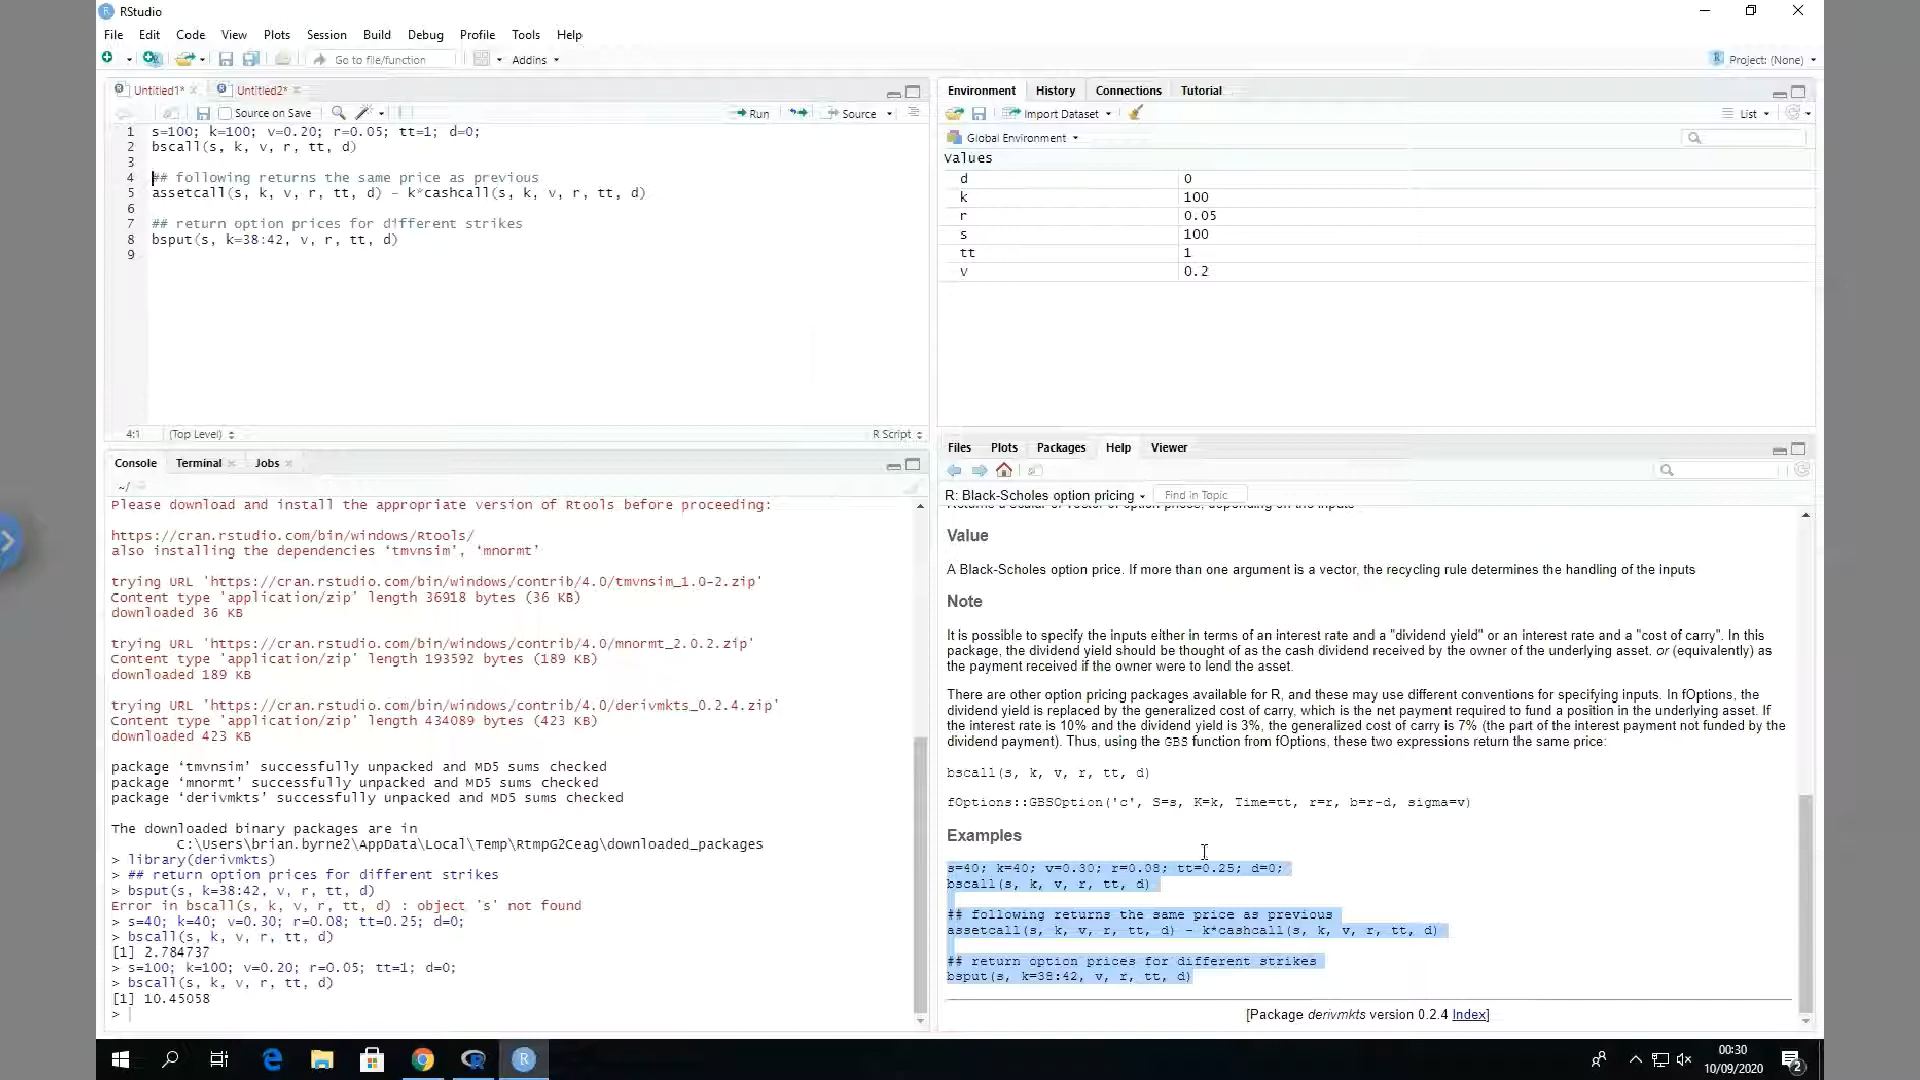 RStudio
File Edit Code View Plots Session Build Debug Profile Tools Help
Go to file/function Addins Project: (None)
Untitled1* Untitled2*
Source on Save Run Source
1 s=100; k=100; v=0.20; r=0.05; tt=1; d=0;
2 bscall(s, k, v, r, tt, d)
3
4 ## following returns the same price as previous
5 assetcall(s, k, v, r, tt, d) - k*cashcall(s, k, v, r, tt, d)
6
7 ## return option prices for different strikes
8 bsput(s, k=38:42, v, r, tt, d)
9
4:1 (Top Level) R Script
Console Terminal Jobs
~/
Please download and install the appropriate version of Rtools before proceeding:
https://cran.rstudio.com/bin/windows/Rtools/
also installing the dependencies ‘tmvnsim’, ‘mnormt’
trying URL 'https://cran.rstudio.com/bin/windows/contrib/4.0/tmvnsim_1.0-2.zip'
Content type 'application/zip' length 36918 bytes (36 KB)
downloaded 36 KB
trying URL 'https://cran.rstudio.com/bin/windows/contrib/4.0/mnormt_2.0.2.zip'
Content type 'application/zip' length 193592 bytes (189 KB)
downloaded 189 KB
trying URL 'https://cran.rstudio.com/bin/windows/contrib/4.0/derivmkts_0.2.4.zip'
Content type 'application/zip' length 434089 bytes (423 KB)
downloaded 423 KB
package ‘tmvnsim’ successfully unpacked and MD5 sums checked
package ‘mnormt’ successfully unpacked and MD5 sums checked
package ‘derivmkts’ successfully unpacked and MD5 sums checked
The downloaded binary packages are in
C:\Users\brian.byrne2\AppData\Local\Temp\RtmpG2Ceag\downloaded_packages
> library(derivmkts)
> ## return option prices for different strikes
> bsput(s, k=38:42, v, r, tt, d)
Error in bscall(s, k, v, r, tt, d) : object 's' not found
> s=40; k=40; v=0.30; r=0.08; tt=0.25; d=0;
> bscall(s, k, v, r, tt, d)
[1] 2.784737
> s=100; k=100; v=0.20; r=0.05; tt=1; d=0;
> bscall(s, k, v, r, tt, d)
[1] 10.45058
>
Environment History Connections Tutorial
Import Dataset List
Global Environment
Values
d 0
k 100
r 0.05
s 100
tt 1
v 0.2
Files Plots Packages Help Viewer
R: Black-Scholes option pricing Find in Topic
Returns a scalar or vector of option prices, depending on the inputs
Value
A Black-Scholes option price. If more than one argument is a vector, the recycling rule determines the handling of the inputs
Note
It is possible to specify the inputs either in terms of an interest rate and a "dividend yield" or an interest rate and a "cost of carry". In this
package, the dividend yield should be thought of as the cash dividend received by the owner of the underlying asset, or (equivalently) as
the payment received if the owner were to lend the asset.
There are other option pricing packages available for R, and these may use different conventions for specifying inputs. In fOptions, the
dividend yield is replaced by the generalized cost of carry, which is the net payment required to fund a position in the underlying asset. If
the interest rate is 10% and the dividend yield is 3%, the generalized cost of carry is 7% (the part of the interest payment not funded by the
dividend payment). Thus, using the GBS function from fOptions, these two expressions return the same price:
bscall(s, k, v, r, tt, d)
fOptions::GBSOption('c', S=s, K=k, Time=tt, r=r, b=r-d, sigma=v)
Examples
s=40; k=40; v=0.30; r=0.08; tt=0.25; d=0;
bscall(s, k, v, r, tt, d)
## following returns the same price as previous
assetcall(s, k, v, r, tt, d) - k*cashcall(s, k, v, r, tt, d)
## return option prices for different strikes
bsput(s, k=38:42, v, r, tt, d)
[Package derivmkts version 0.2.4 Index]
00:30
10/09/2020
2